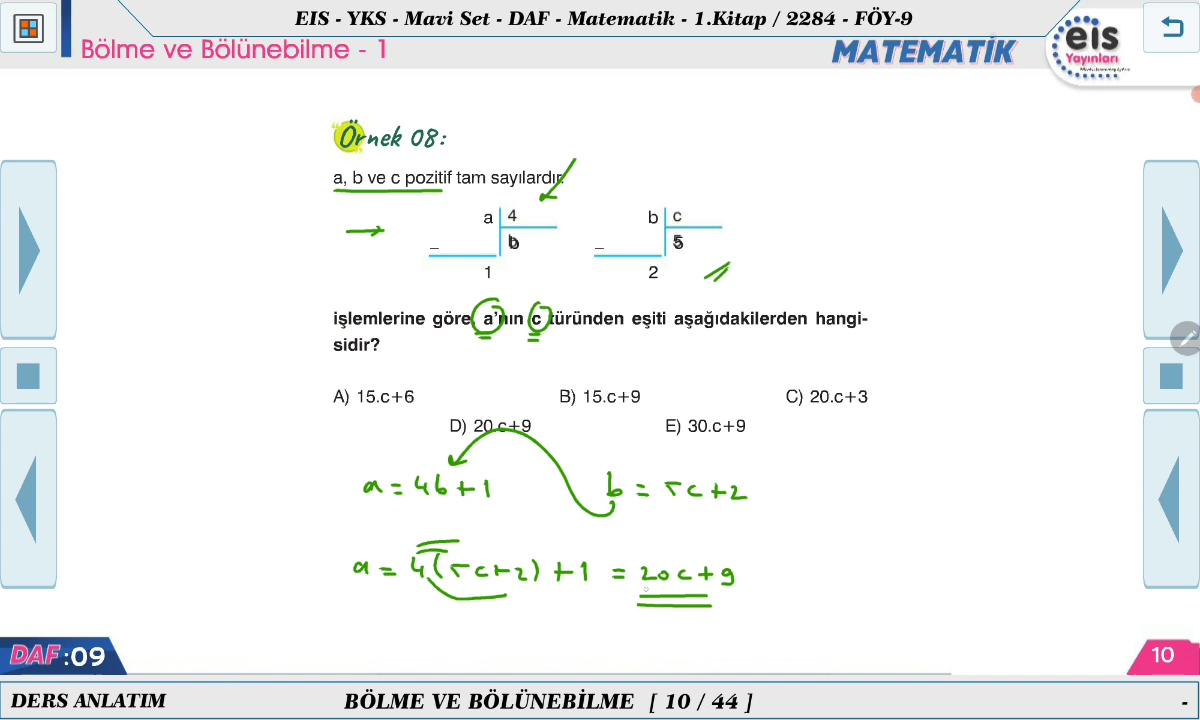 EIS - YKS - Mavi Set - DAF - Matematik - 1.Kitap / 2284 - FÖY-9
Bölme ve Bölünebilme - 1
MATEMATİK
eis
Yayınları
Örnek 08:
a, b ve c pozitif tam sayılardır.
a 4 b c
– b – 5
1 2
işlemlerine göre, a'nın c türünden eşiti aşağıdakilerden hangi-
sidir?
A) 15.c+6 B) 15.c+9 C) 20.c+3
D) 20.c+9 E) 30.c+9
a = 4b + 1 b = 5c + 2
a = 4(5c+2) + 1 = 20c + 9
DAF :09
10
DERS ANLATIM BÖLME VE BÖLÜNEBİLME [ 10 / 44 ] -